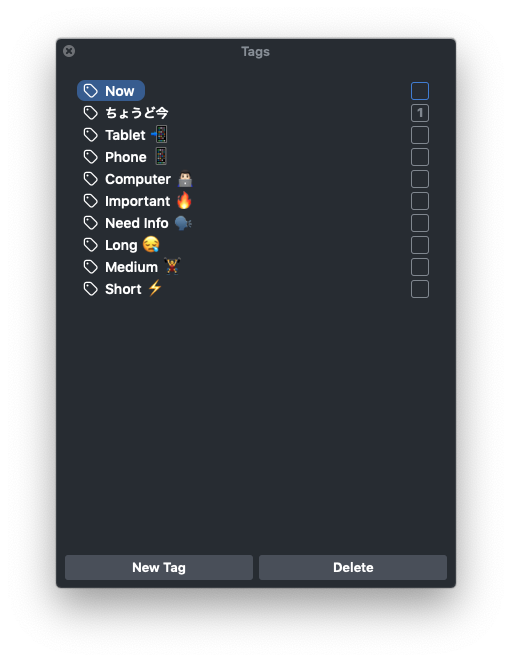 Tags
Now
ちょうど今 1
Tablet 📲
Phone 📱
Computer 👨🏻‍💻
Important 🔥
Need Info 🗣
Long 😪
Medium 🏋
Short ⚡
New Tag Delete